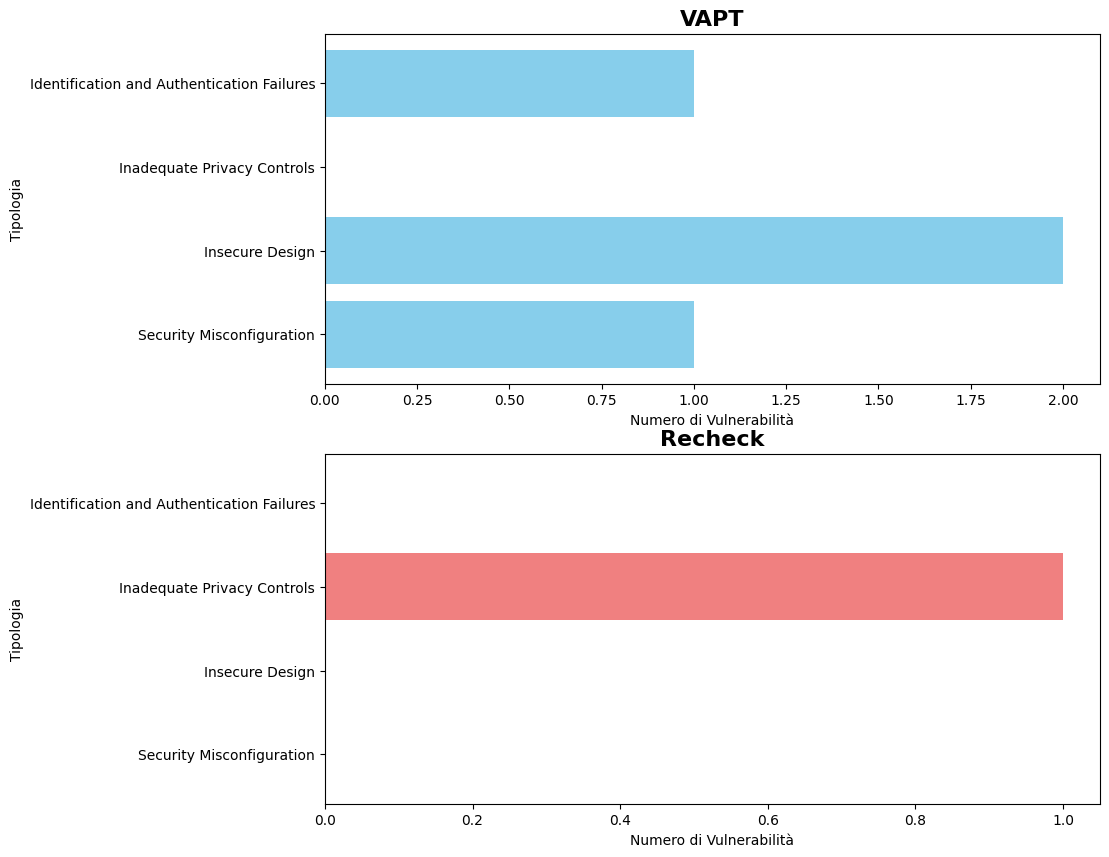 VAPT
Tipologia
Identification and Authentication Failures
Inadequate Privacy Controls
Insecure Design
Security Misconfiguration
0.00 0.25 0.50 0.75 1.00 1.25 1.50 1.75 2.00
Numero di Vulnerabilità
Recheck
Tipologia
Identification and Authentication Failures
Inadequate Privacy Controls
Insecure Design
Security Misconfiguration
0.0 0.2 0.4 0.6 0.8 1.0
Numero di Vulnerabilità